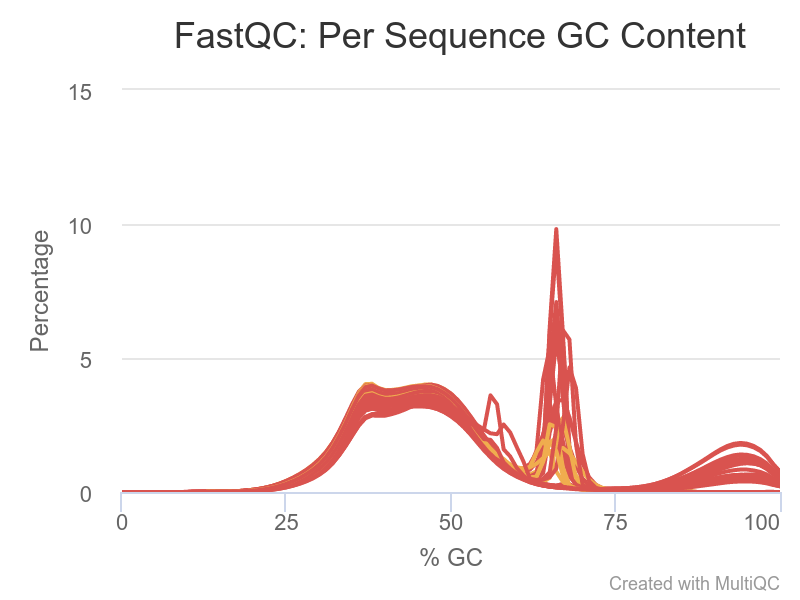 FastQC: Per Sequence GC Content
15
10
5
0
Percentage
0 25 50 75 100
% GC
Created with MultiQC